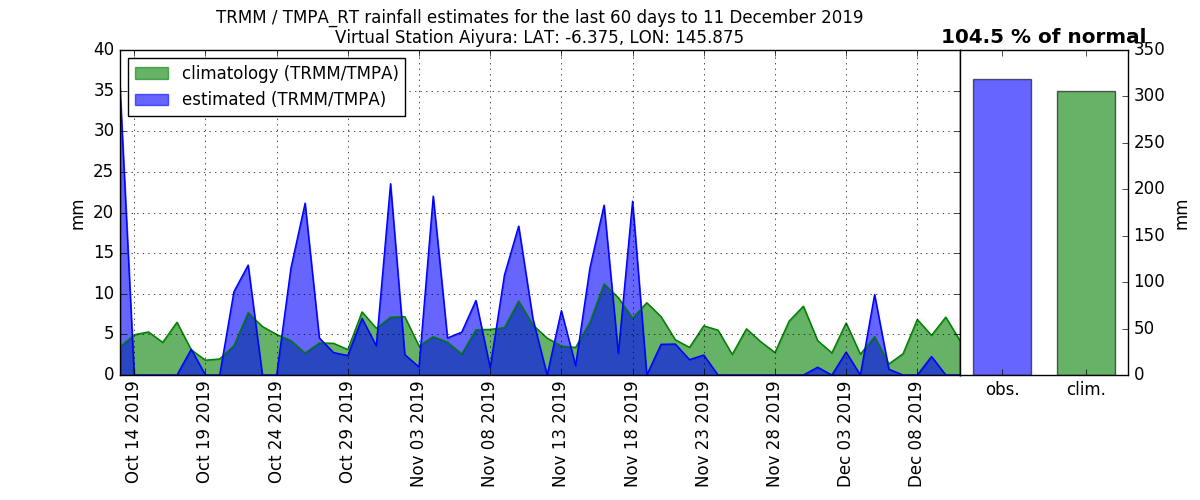 TRMM / TMPA_RT rainfall estimates for the last 60 days to 11 December 2019
Virtual Station Aiyura: LAT: -6.375, LON: 145.875
104.5 % of normal
climatology (TRMM/TMPA)
estimated (TRMM/TMPA)
40
35
30
25
20
15
10
5
0
mm
350
300
250
200
150
100
50
0
mm
obs.
clim.
Oct 14 2019
Oct 19 2019
Oct 24 2019
Oct 29 2019
Nov 03 2019
Nov 08 2019
Nov 13 2019
Nov 18 2019
Nov 23 2019
Nov 28 2019
Dec 03 2019
Dec 08 2019